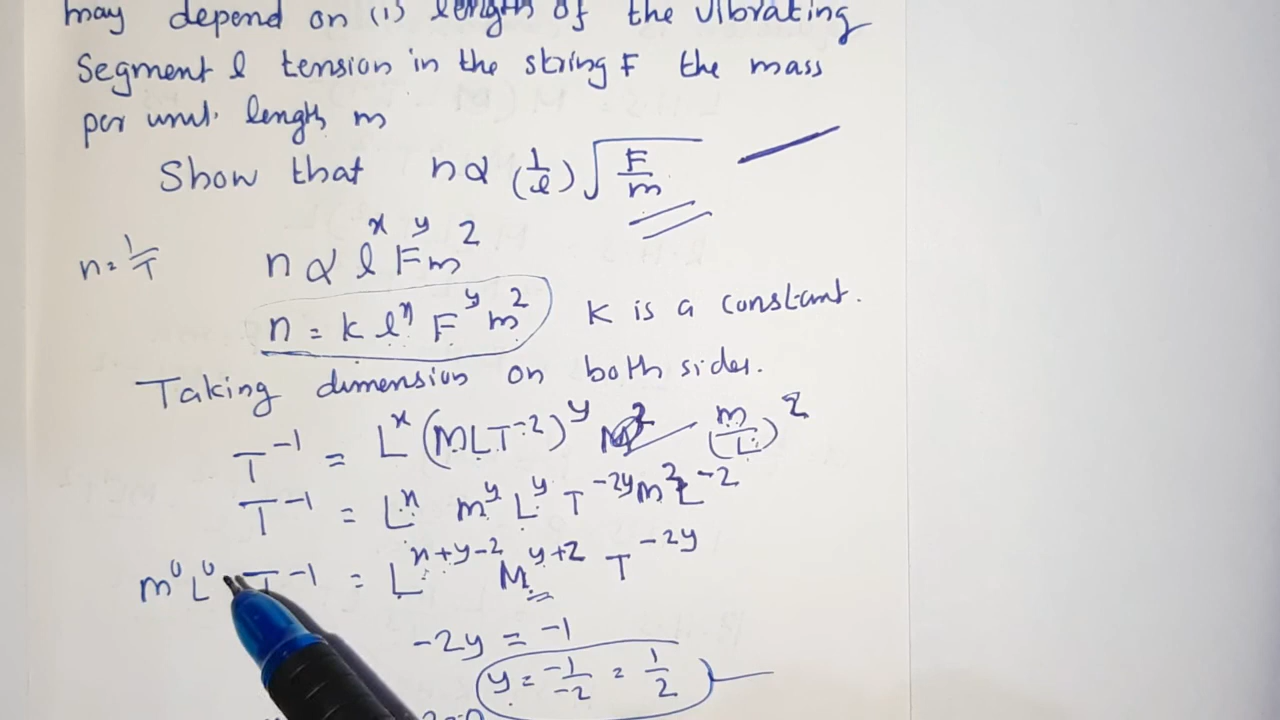 may depend on (1) length of the vibrating
Segment l tension in the string F the mass
per unit. length m
Show that n∝ (1/l) √(F/m)
n = 1/T n ∝ l^x F^y m^z
n = k l^x F^y m^z K is a constant.
Taking dimension on both sides.
T^-1 = L^x (MLT^-2)^y (m/L)^z
T^-1 = L^x m^y L^y T^-2y m^z L^-z
m^0 L^0 T^-1 = L^x+y-z M^y+z T^-2y
-2y = -1
y = -1/-2 = 1/2